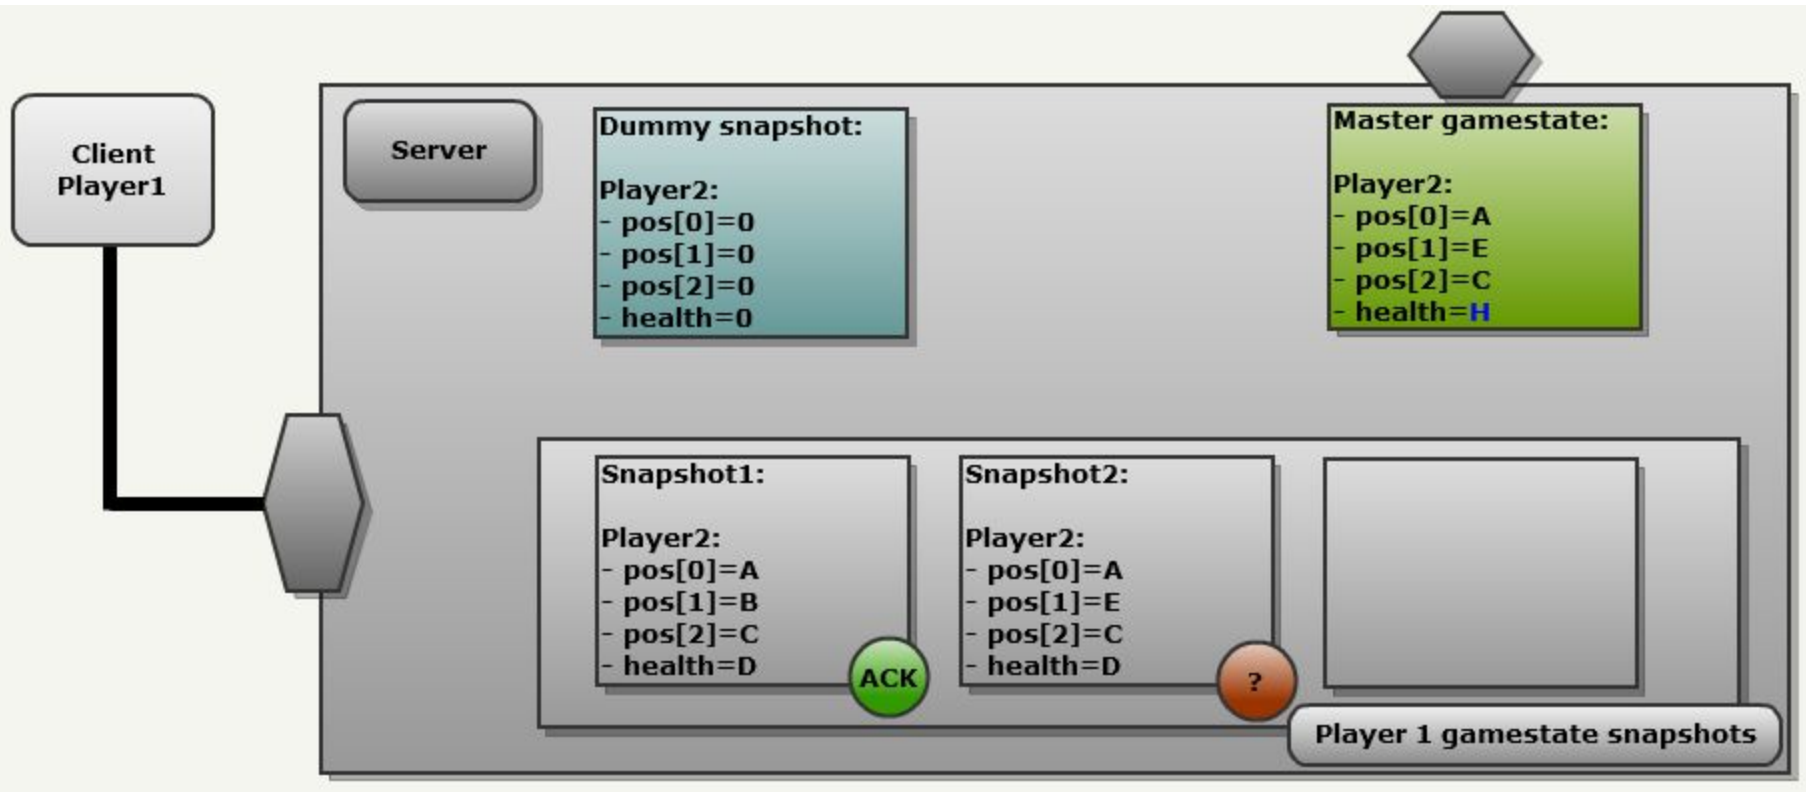 Client
Player1
Server
Dummy snapshot:
Player2:
- pos[0]=0
- pos[1]=0
- pos[2]=0
- health=0
Master gamestate:
Player2:
- pos[0]=A
- pos[1]=E
- pos[2]=C
- health=H
Snapshot1:
Player2:
- pos[0]=A
- pos[1]=B
- pos[2]=C
- health=D
ACK
Snapshot2:
Player2:
- pos[0]=A
- pos[1]=E
- pos[2]=C
- health=D
?
Player 1 gamestate snapshots